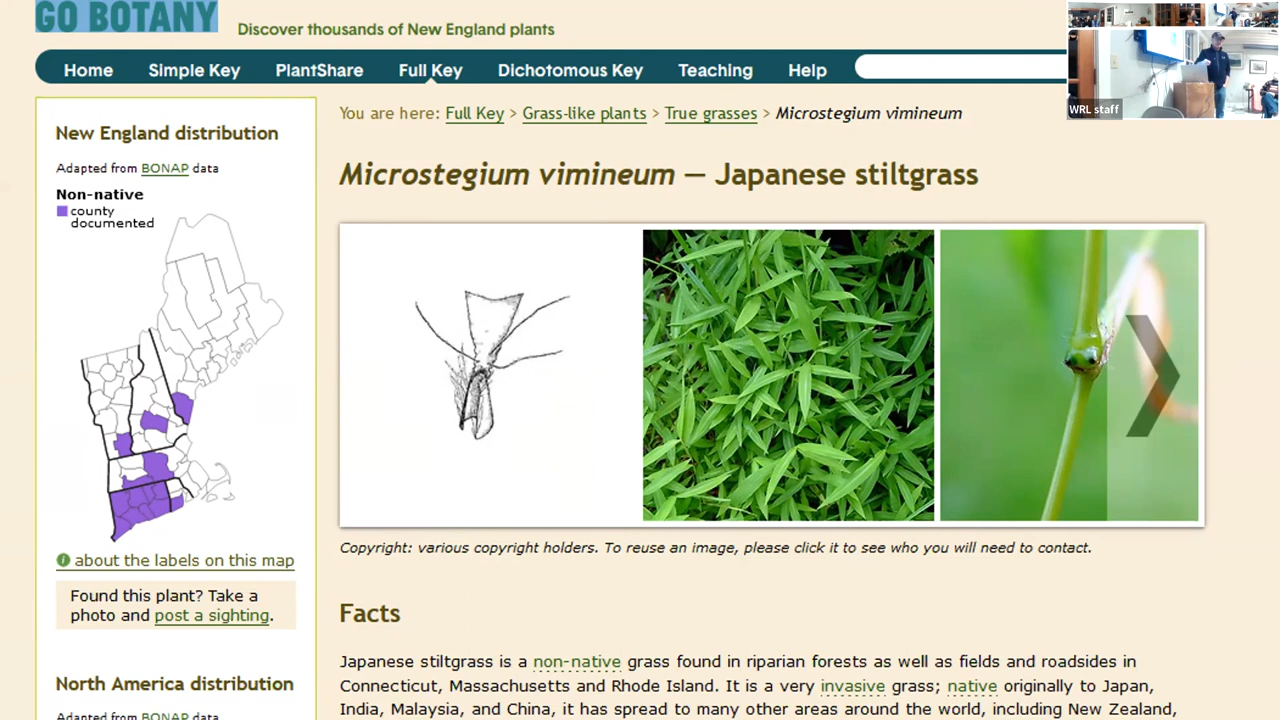 GO BOTANY
Discover thousands of New England plants
Home Simple Key PlantShare Full Key Dichotomous Key Teaching Help
WRL staff
New England distribution
Adapted from BONAP data
Non-native
county
documented
about the labels on this map
Found this plant? Take a
photo and post a sighting.
North America distribution
Adapted from BONAP data
You are here: Full Key > Grass-like plants > True grasses > Microstegium vimineum
Microstegium vimineum — Japanese stiltgrass
Copyright: various copyright holders. To reuse an image, please click it to see who you will need to contact.
Facts
Japanese stiltgrass is a non-native grass found in riparian forests as well as fields and roadsides in
Connecticut, Massachusetts and Rhode Island. It is a very invasive grass; native originally to Japan,
India, Malaysia, and China, it has spread to many other areas around the world, including New Zealand,